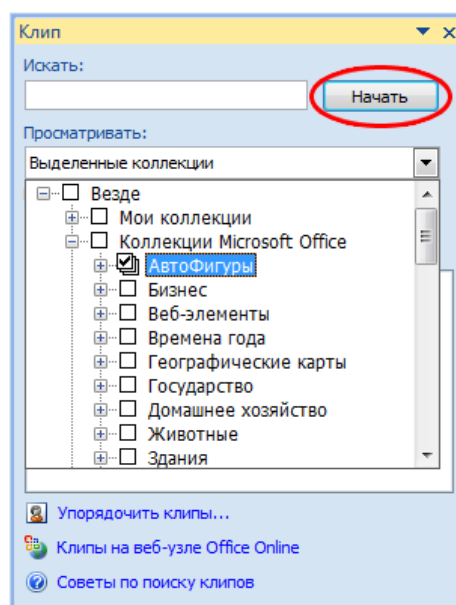 Клип
Искать:
Начать
Просматривать:
Выделенные коллекции
Везде
Мои коллекции
Коллекции Microsoft Office
АвтоФигуры
Бизнес
Веб-элементы
Времена года
Географические карты
Государство
Домашнее хозяйство
Животные
Здания
Упорядочить клипы...
Клипы на веб-узле Office Online
Советы по поиску клипов